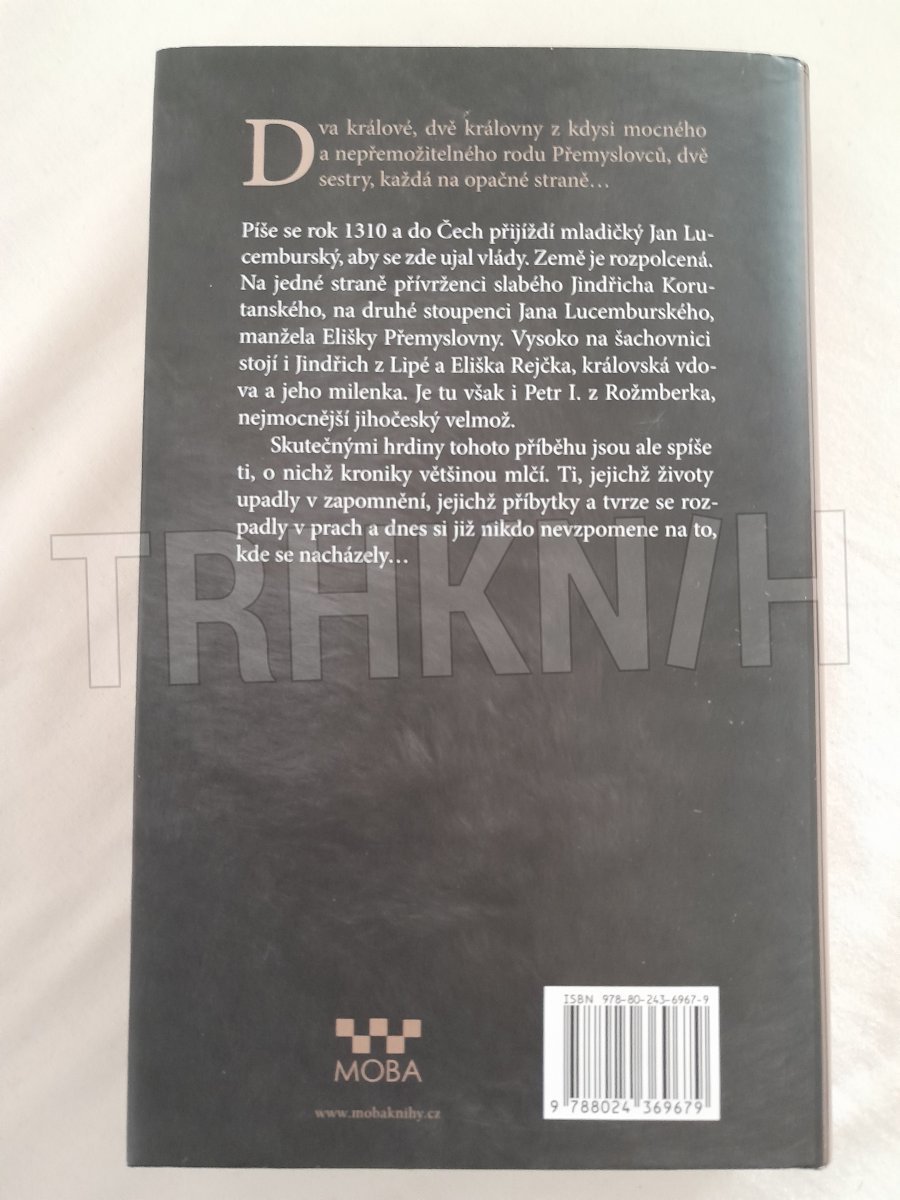 Dva králové, dvě královny z kdysi mocného
a nepřemožitelného rodu Přemyslovců, dvě
sestry, každá na opačné straně…
Píše se rok 1310 a do Čech přijíždí mladičký Jan Lu-
cemburský, aby se zde ujal vlády. Země je rozpolcená.
Na jedné straně přívrženci slabého Jindřicha Koru-
tanského, na druhé stoupenci Jana Lucemburského,
manžela Elišky Přemyslovny. Vysoko na šachovnici
stojí i Jindřich z Lipé a Eliška Rejčka, královská vdo-
va a jeho milenka. Je tu však i Petr I. z Rožmberka,
nejmocnější jihočeský velmož.
Skutečnými hrdiny tohoto příběhu jsou ale spíše
ti, o nichž kroniky většinou mlčí. Ti, jejichž životy
upadly v zapomnění, jejichž příbytky a tvrze se roz-
padly v prach a dnes si již nikdo nevzpomene na to,
kde se nacházely…
TRHKNIH
ISBN 978-80-243-6967-9
9 788024 369679
MOBA
www.mobaknihy.cz